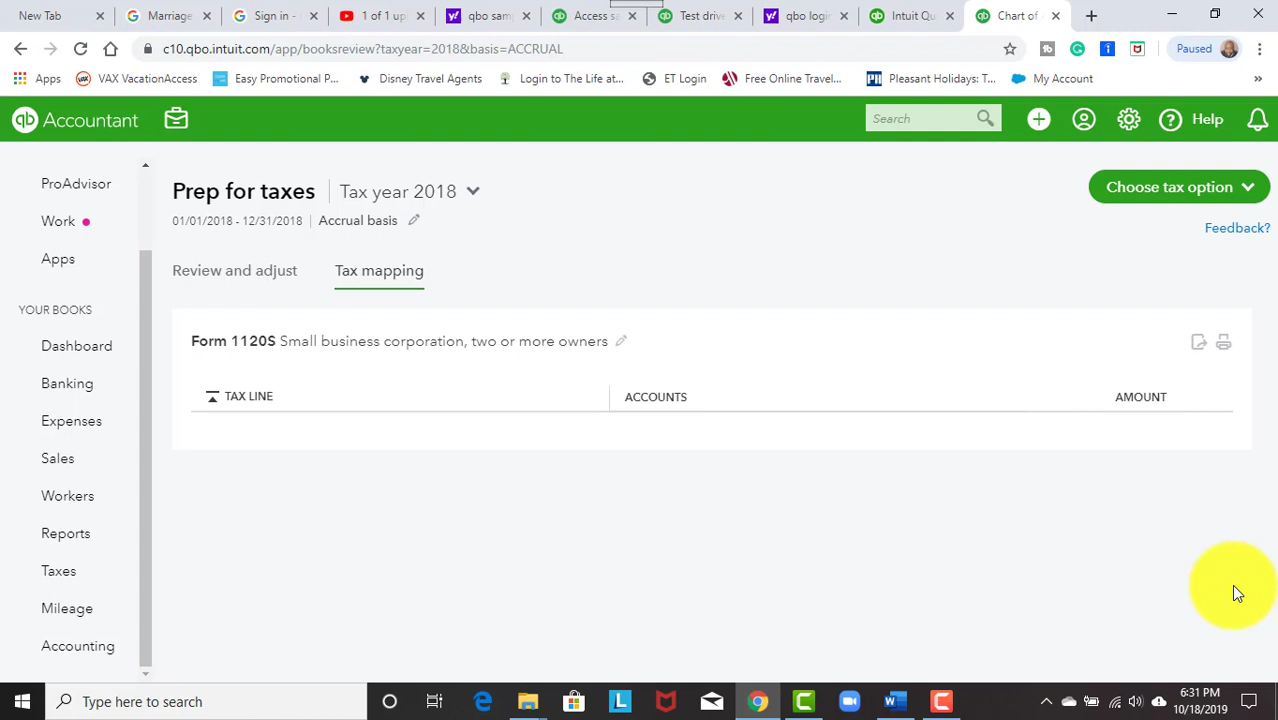 New Tab
Marriage
Sign in -
1 of 1 upl
qbo sam
Access s
Test driv
qbo logi
Intuit Qu
Chart of
c10.qbo.intuit.com/app/booksreview?taxyear=2018&basis=ACCRUAL
Paused
Apps
VAX VacationAccess
Easy Promotional P...
Disney Travel Agents
Login to The Life at...
ET Login
Free Online Travel...
Pleasant Holidays: T...
My Account
qb Accountant
Search
Help
ProAdvisor
Work
Apps
YOUR BOOKS
Dashboard
Banking
Expenses
Sales
Workers
Reports
Taxes
Mileage
Accounting
Prep for taxes
Tax year 2018
Choose tax option
01/01/2018 - 12/31/2018
Accrual basis
Feedback?
Review and adjust
Tax mapping
Form 1120S Small business corporation, two or more owners
TAX LINE
ACCOUNTS
AMOUNT
Type here to search
6:31 PM
10/18/2019